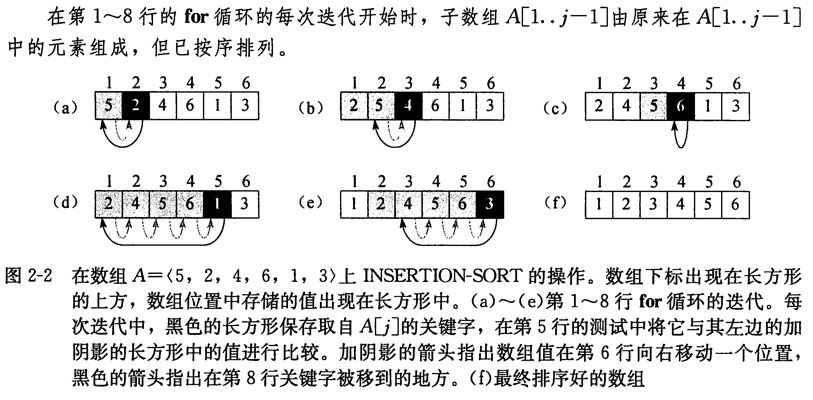 在第 1～8 行的 for 循环的每次迭代开始时，子数组 A[1..j-1]由原来在 A[1..j-1]
中的元素组成，但已按序排列。
1 2 3 4 5 6
(a) 5 2 4 6 1 3
1 2 3 4 5 6
(b) 2 5 4 6 1 3
1 2 3 4 5 6
(c) 2 4 5 6 1 3
1 2 3 4 5 6
(d) 2 4 5 6 1 3
1 2 3 4 5 6
(e) 1 2 4 5 6 3
1 2 3 4 5 6
(f) 1 2 3 4 5 6
图 2-2 在数组 A=〈5，2，4，6，1，3〉上 INSERTION-SORT 的操作。数组下标出现在长方形
的上方，数组位置中存储的值出现在长方形中。(a)～(e)第 1～8 行 for 循环的迭代。每
次迭代中，黑色的长方形保存取自 A[j]的关键字，在第 5 行的测试中将它与其左边的加
阴影的长方形中的值进行比较。加阴影的箭头指出数组值在第 6 行向右移动一个位置，
黑色的箭头指出在第 8 行关键字被移到的地方。(f)最终排序好的数组